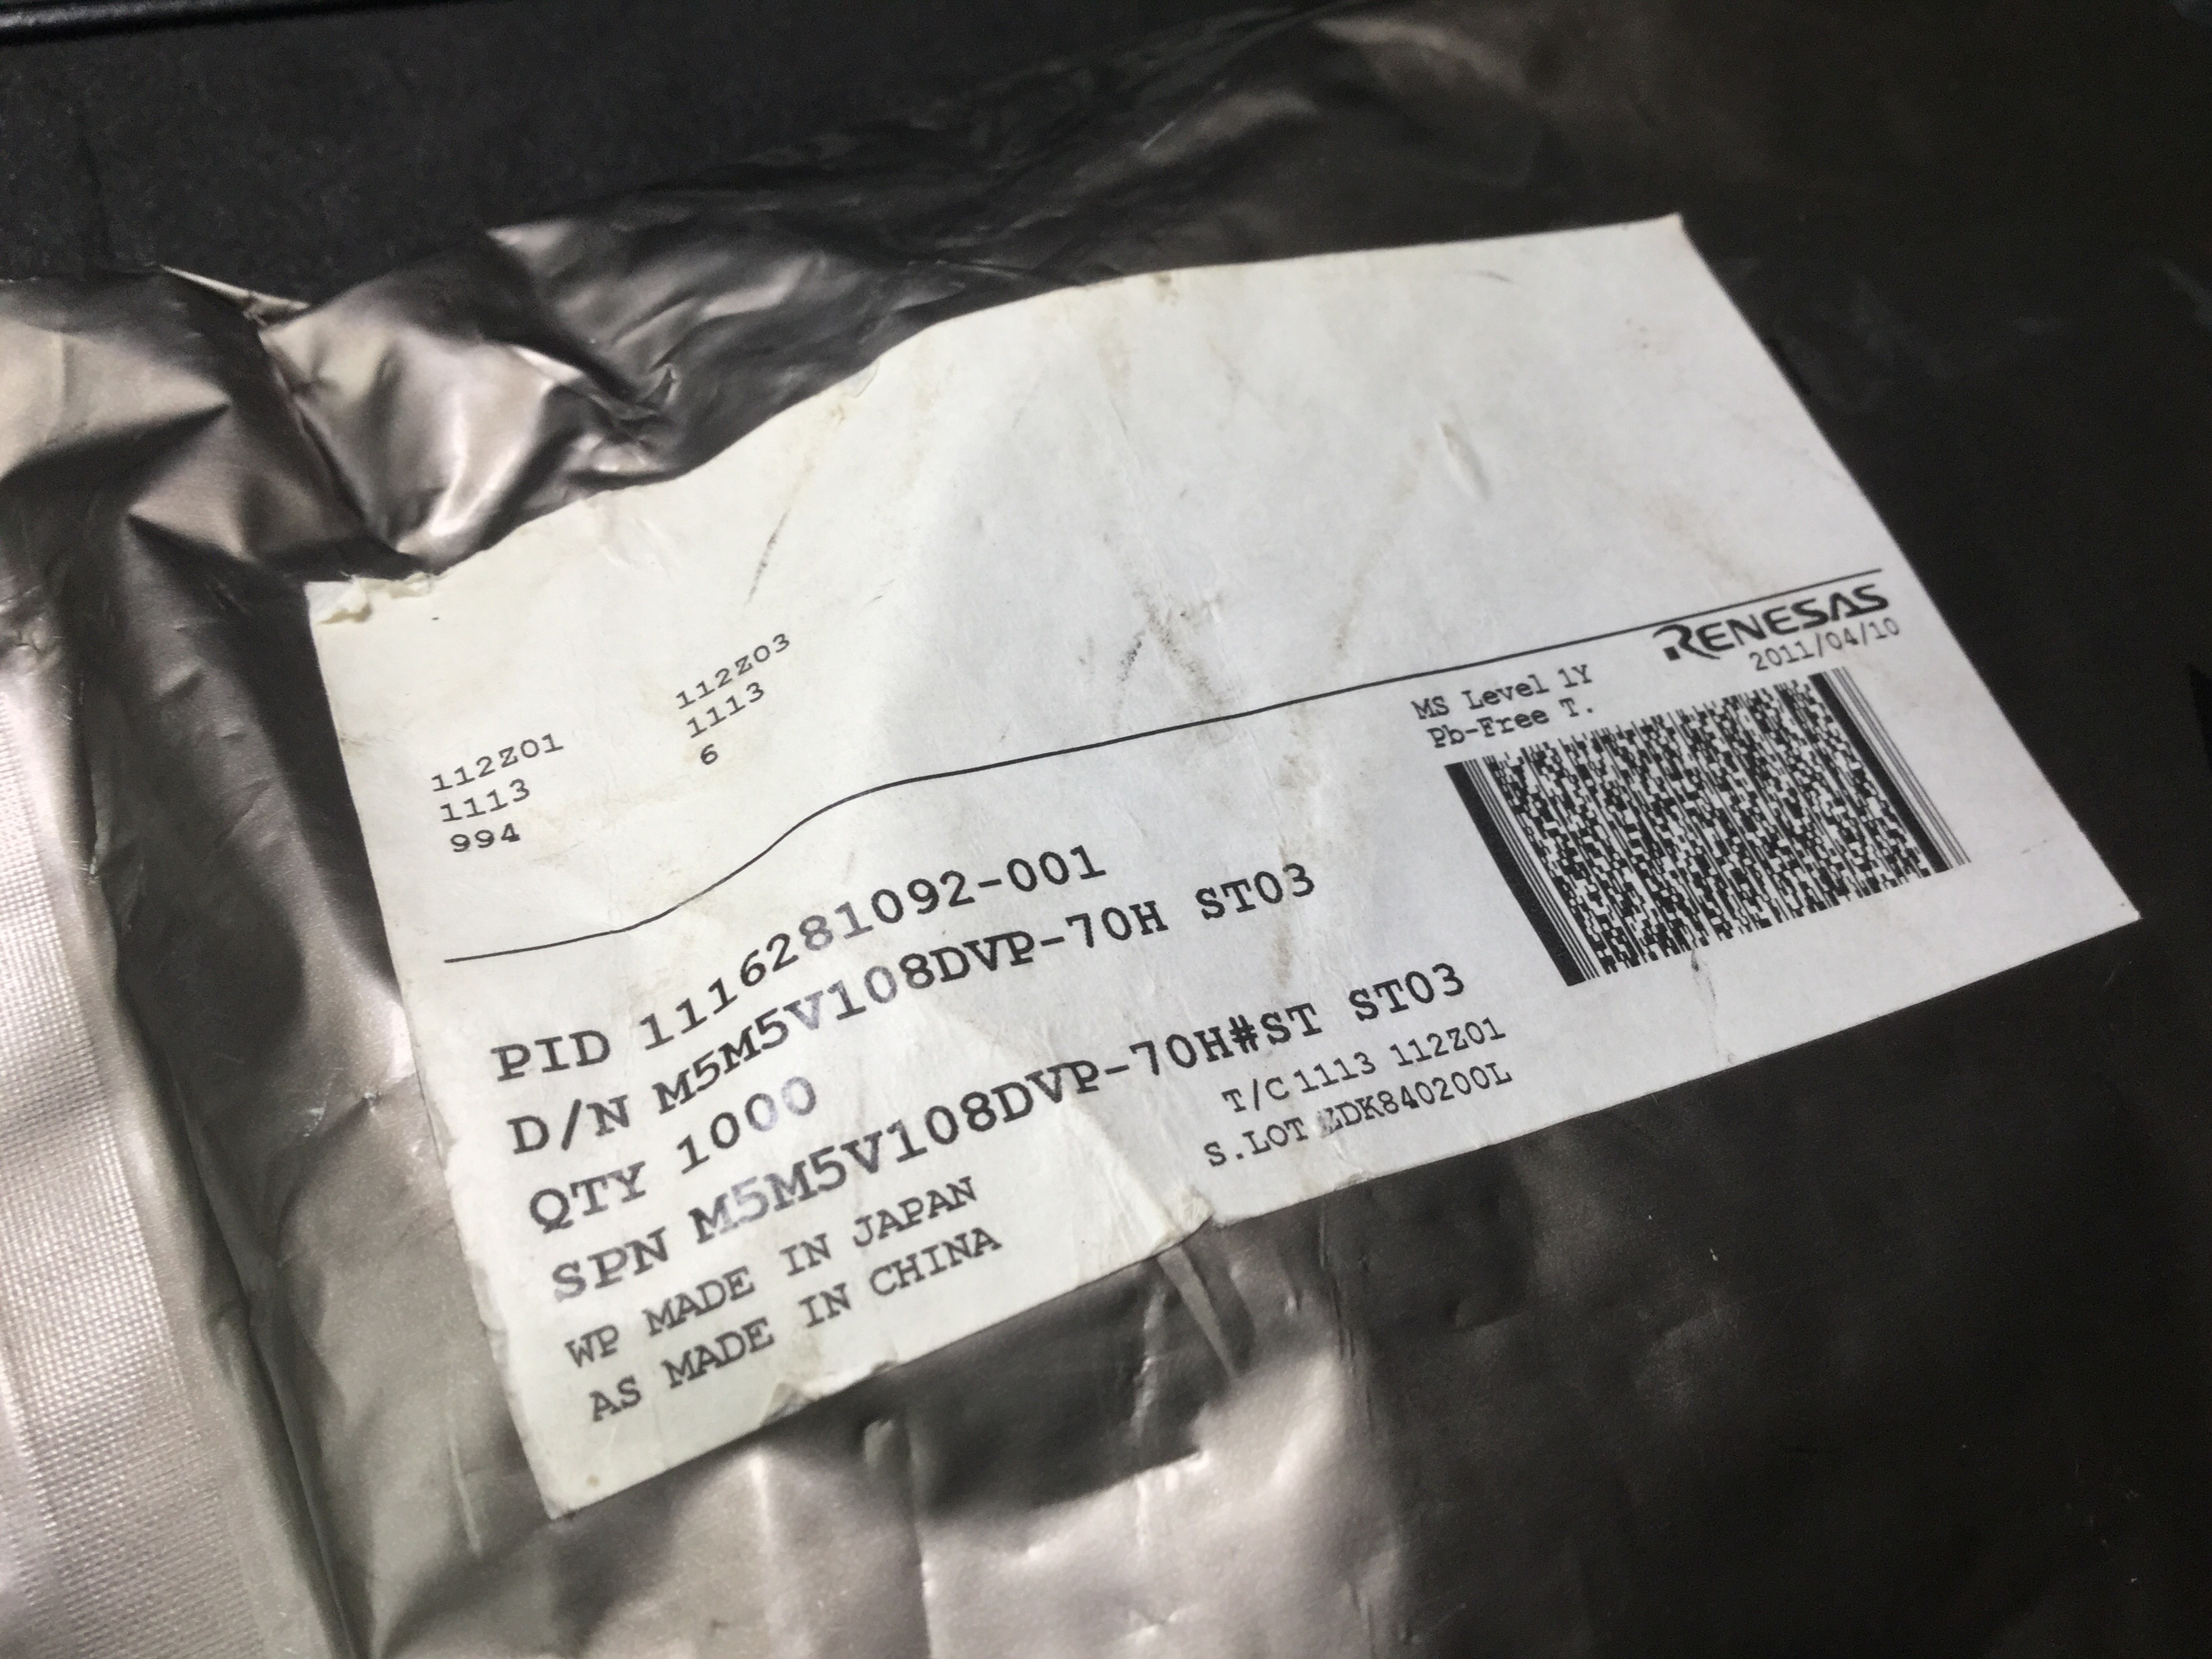 112Z01
1113
994
112Z03
1113
6
RENESAS
2011/04/10
MS Level 1Y
Pb-Free T.
PID 1116281092-001
D/N M5M5V108DVP-70H ST03
QTY 1000
SPN M5M5V108DVP-70H#ST ST03
T/C 1113 112Z01
S.LOT ZDK840200L
WP MADE IN JAPAN
AS MADE IN CHINA